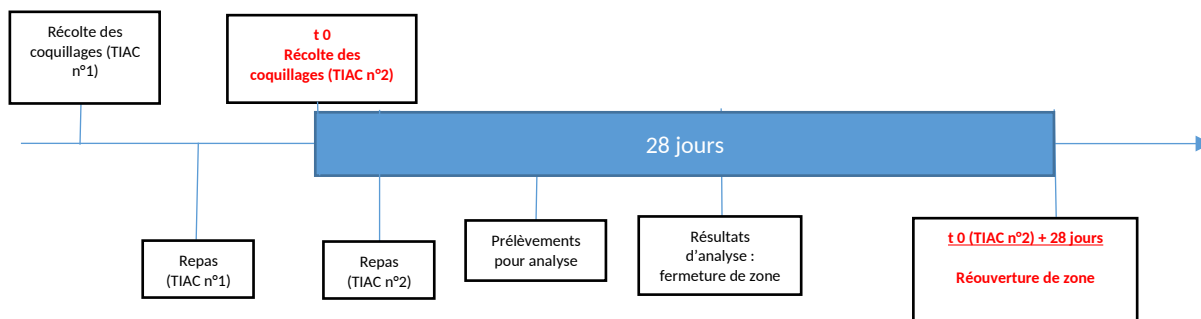 Récolte des
coquillages (TIAC
n°1)
t 0
Récolte des
coquillages (TIAC n°2)
28 jours
Repas
(TIAC n°1)
Repas
(TIAC n°2)
Prélèvements
pour analyse
Résultats
d'analyse :
fermeture de zone
t 0 (TIAC n°2) + 28 jours
Réouverture de zone